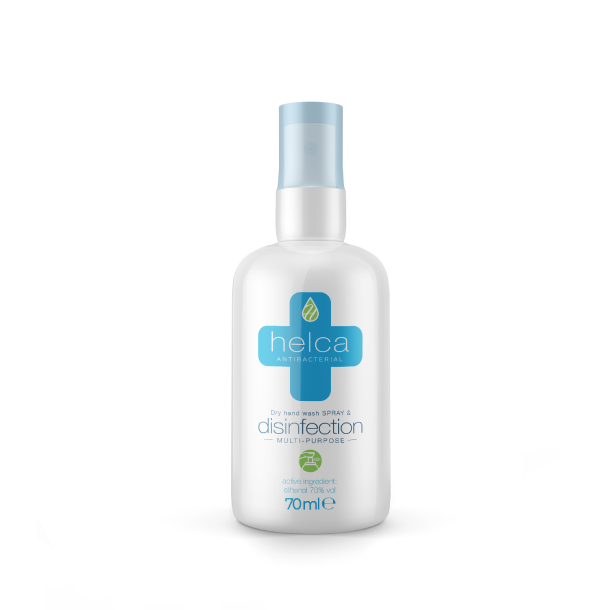 helca
ANTIBACTERIAL
Dry hand wash SPRAY &
disinfection
MULTI-PURPOSE
active ingredient:
ethanol 70% vol
70ml℮